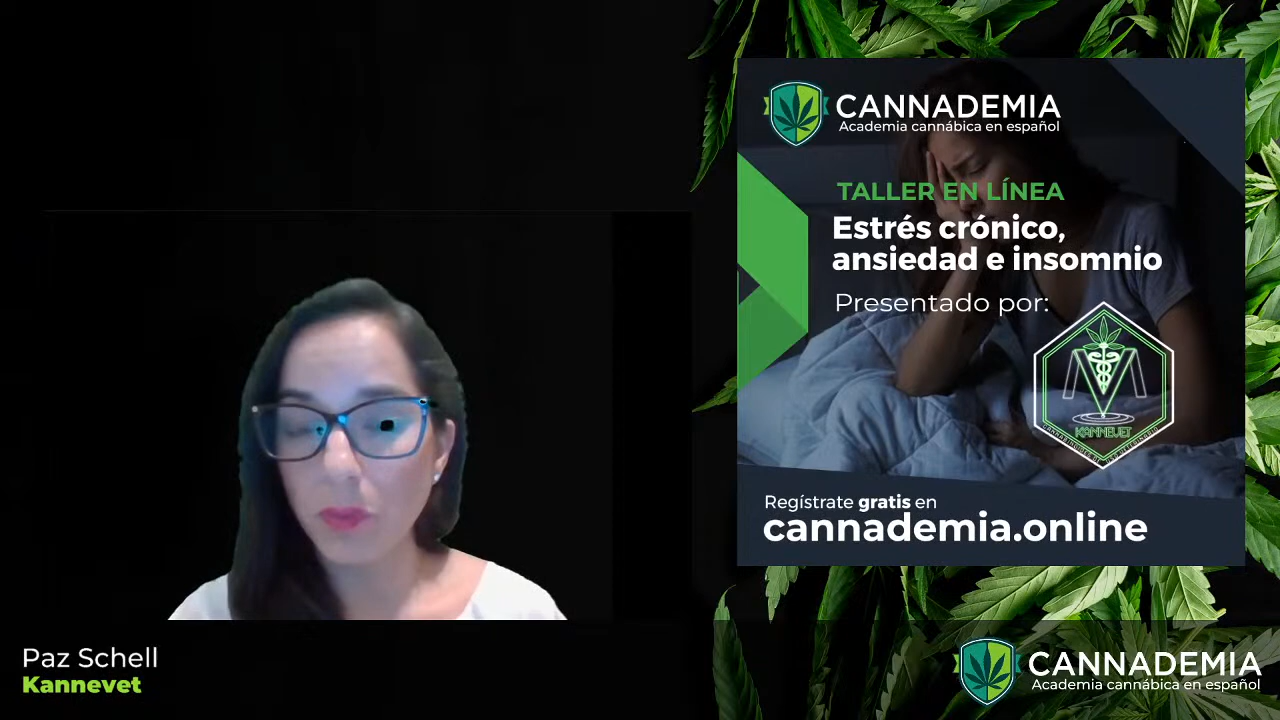 CANNADEMIA
Academia cannábica en español
TALLER EN LÍNEA
Estrés crónico,
ansiedad e insomnio
Presentado por:
KANNEVET
Regístrate gratis en
cannademia.online
Paz Schell
Kannevet
CANNADEMIA
Academia cannábica en español